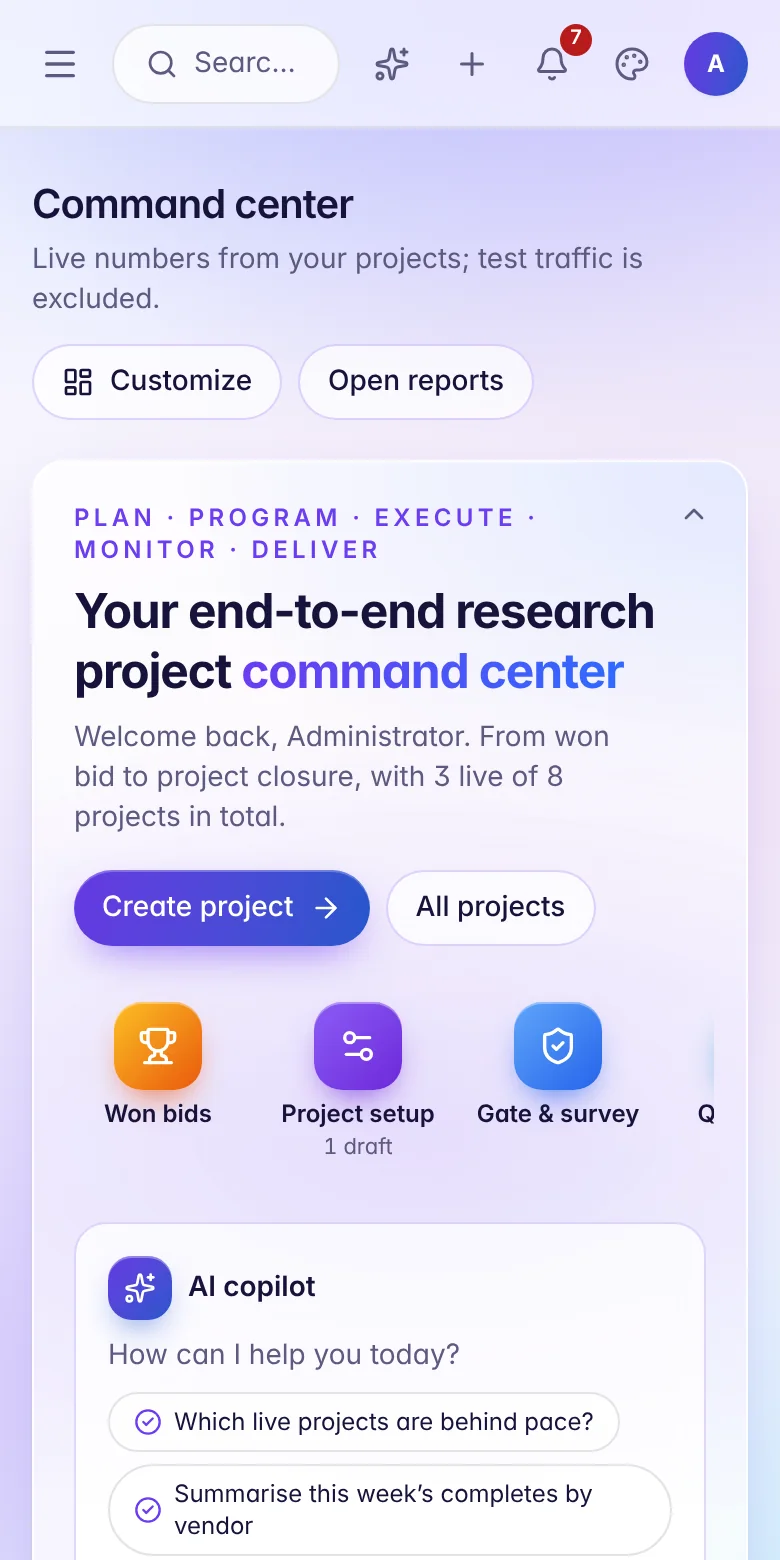 Searc...
7
A
Command center
Live numbers from your projects; test traffic is
excluded.
Customize
Open reports
PLAN · PROGRAM · EXECUTE ·
MONITOR · DELIVER
Your end-to-end research
project command center
Welcome back, Administrator. From won
bid to project closure, with 3 live of 8
projects in total.
Create project
All projects
Won bids
Project setup
1 draft
Gate & survey
Q
AI copilot
How can I help you today?
Which live projects are behind pace?
Summarise this week’s completes by
vendor